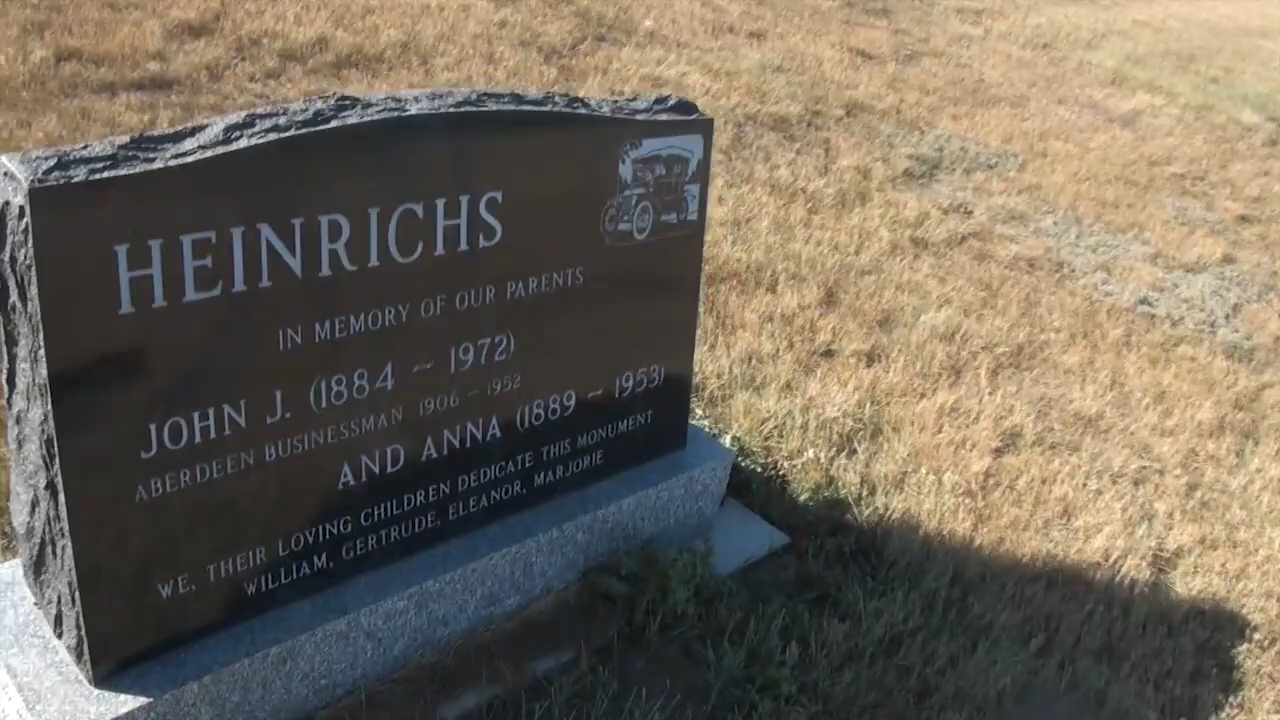 HEINRICHS
IN MEMORY OF OUR PARENTS
JOHN J. (1884 ~ 1972)
ABERDEEN BUSINESSMAN 1906 - 1952
AND ANNA (1889 ~ 1953)
WE, THEIR LOVING CHILDREN DEDICATE THIS MONUMENT
WILLIAM, GERTRUDE, ELEANOR, MARJORIE